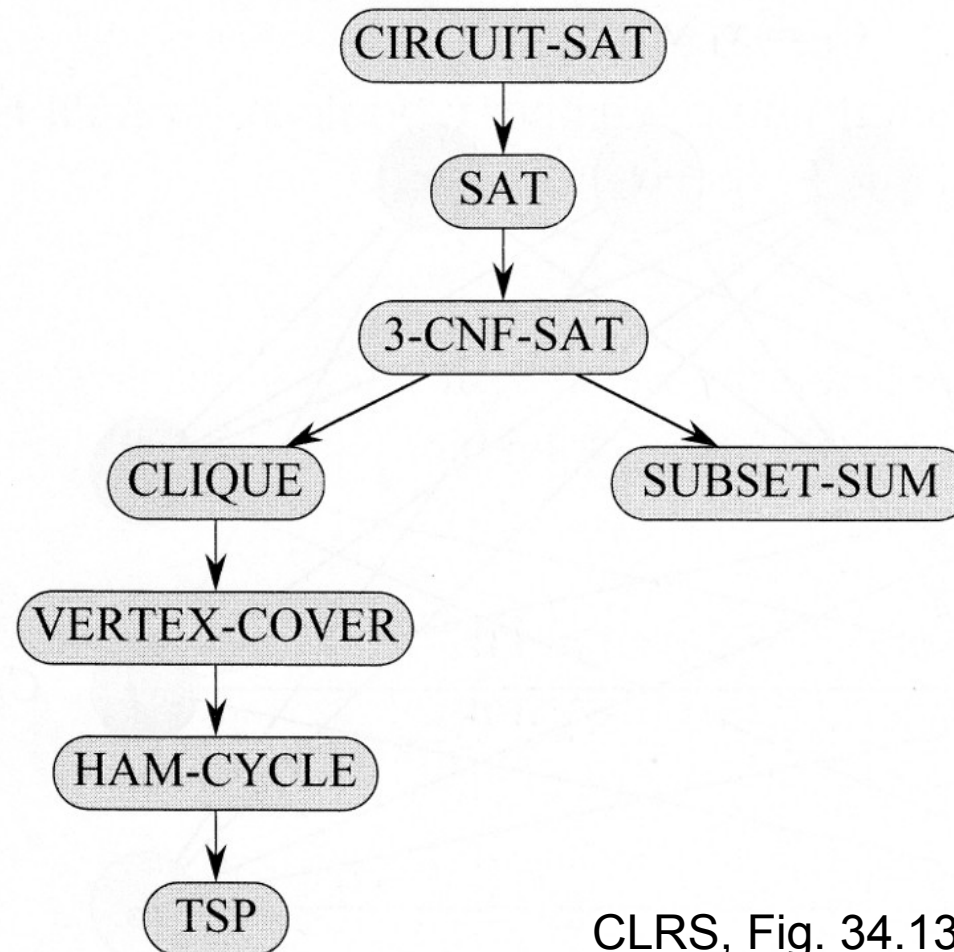 CIRCUIT-SAT
SAT
3-CNF-SAT
CLIQUE
SUBSET-SUM
VERTEX-COVER
HAM-CYCLE
TSP
CLRS, Fig. 34.13